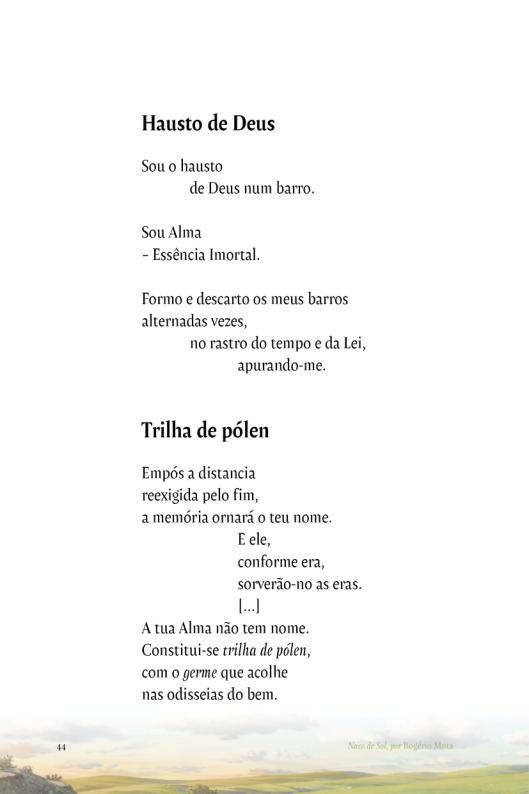 Hausto de Deus
Sou o hausto
de Deus num barro.
Sou Alma
– Essência Imortal.
Formo e descarto os meus barros
alternadas vezes,
no rastro do tempo e da Lei,
apurando-me.
Trilha de pólen
Empós a distancia
reexigida pelo fim,
a memória ornará o teu nome.
E ele,
conforme era,
sorverão-no as eras.
[...]
A tua Alma não tem nome.
Constitui-se trilha de pólen,
com o germe que acolhe
nas odisseias do bem.
44
Naco de Sol, por Rogério Mota